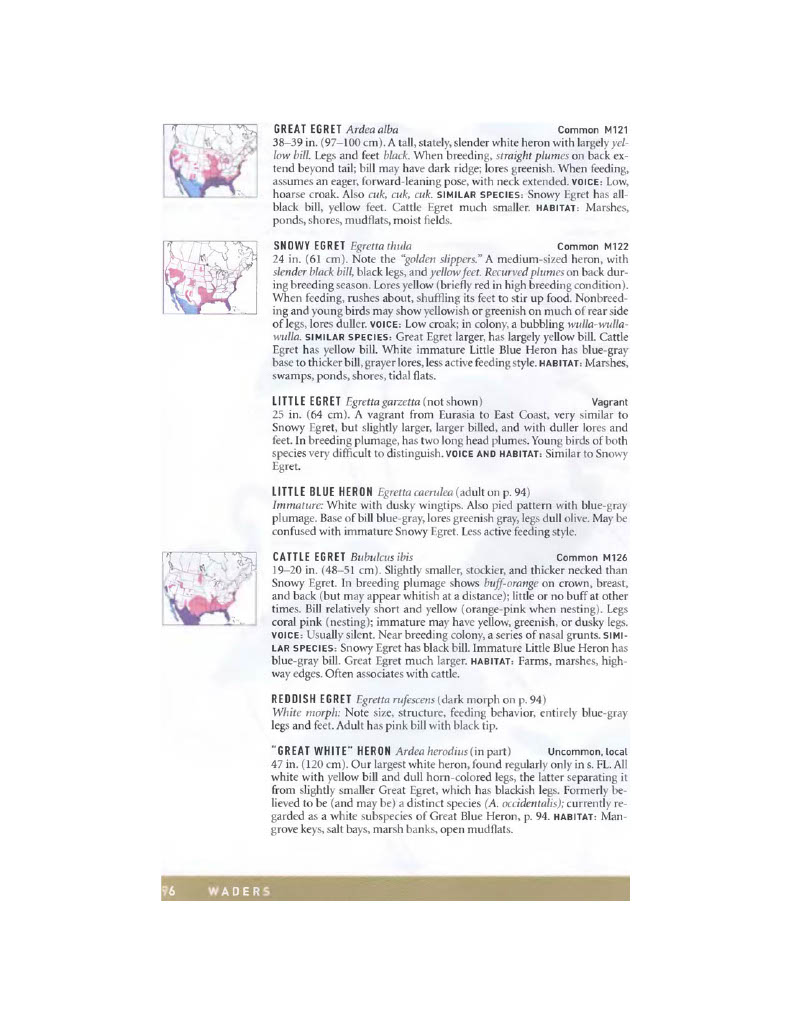 GREAT EGRET Ardea alba Common M121
38–39 in. (97–100 cm). A tall, stately, slender white heron with largely yel-
low bill. Legs and feet black. When breeding, straight plumes on back ex-
tend beyond tail; bill may have dark ridge; lores greenish. When feeding,
assumes an eager, forward-leaning pose, with neck extended. VOICE: Low,
hoarse croak. Also cuk, cuk, cuk. SIMILAR SPECIES: Snowy Egret has all-
black bill, yellow feet. Cattle Egret much smaller. HABITAT: Marshes,
ponds, shores, mudflats, moist fields.
SNOWY EGRET Egretta thula Common M122
24 in. (61 cm). Note the “golden slippers.” A medium-sized heron, with
slender black bill, black legs, and yellow feet. Recurved plumes on back dur-
ing breeding season. Lores yellow (briefly red in high breeding condition).
When feeding, rushes about, shuffling its feet to stir up food. Nonbreed-
ing and young birds may show yellowish or greenish on much of rear side
of legs, lores duller. VOICE: Low croak; in colony, a bubbling wulla-wulla-
wulla. SIMILAR SPECIES: Great Egret larger, has largely yellow bill. Cattle
Egret has yellow bill. White immature Little Blue Heron has blue-gray
base to thicker bill, grayer lores, less active feeding style. HABITAT: Marshes,
swamps, ponds, shores, tidal flats.
LITTLE EGRET Egretta garzetta (not shown) Vagrant
25 in. (64 cm). A vagrant from Eurasia to East Coast, very similar to
Snowy Egret, but slightly larger, larger billed, and with duller lores and
feet. In breeding plumage, has two long head plumes. Young birds of both
species very difficult to distinguish. VOICE AND HABITAT: Similar to Snowy
Egret.
LITTLE BLUE HERON Egretta caerulea (adult on p. 94)
Immature: White with dusky wingtips. Also pied pattern with blue-gray
plumage. Base of bill blue-gray, lores greenish gray, legs dull olive. May be
confused with immature Snowy Egret. Less active feeding style.
CATTLE EGRET Bubulcus ibis Common M126
19–20 in. (48–51 cm). Slightly smaller, stockier, and thicker necked than
Snowy Egret. In breeding plumage shows buff-orange on crown, breast,
and back (but may appear whitish at a distance); little or no buff at other
times. Bill relatively short and yellow (orange-pink when nesting). Legs
coral pink (nesting); immature may have yellow, greenish, or dusky legs.
VOICE: Usually silent. Near breeding colony, a series of nasal grunts. SIMI-
LAR SPECIES: Snowy Egret has black bill. Immature Little Blue Heron has
blue-gray bill. Great Egret much larger. HABITAT: Farms, marshes, high-
way edges. Often associates with cattle.
REDDISH EGRET Egretta rufescens (dark morph on p. 94)
White morph: Note size, structure, feeding behavior, entirely blue-gray
legs and feet. Adult has pink bill with black tip.
"GREAT WHITE" HERON Ardea herodius (in part) Uncommon, local
47 in. (120 cm). Our largest white heron, found regularly only in s. FL. All
white with yellow bill and dull horn-colored legs, the latter separating it
from slightly smaller Great Egret, which has blackish legs. Formerly be-
lieved to be (and may be) a distinct species (A. occidentalis); currently re-
garded as a white subspecies of Great Blue Heron, p. 94. HABITAT: Man-
grove keys, salt bays, marsh banks, open mudflats.
96 WADERS